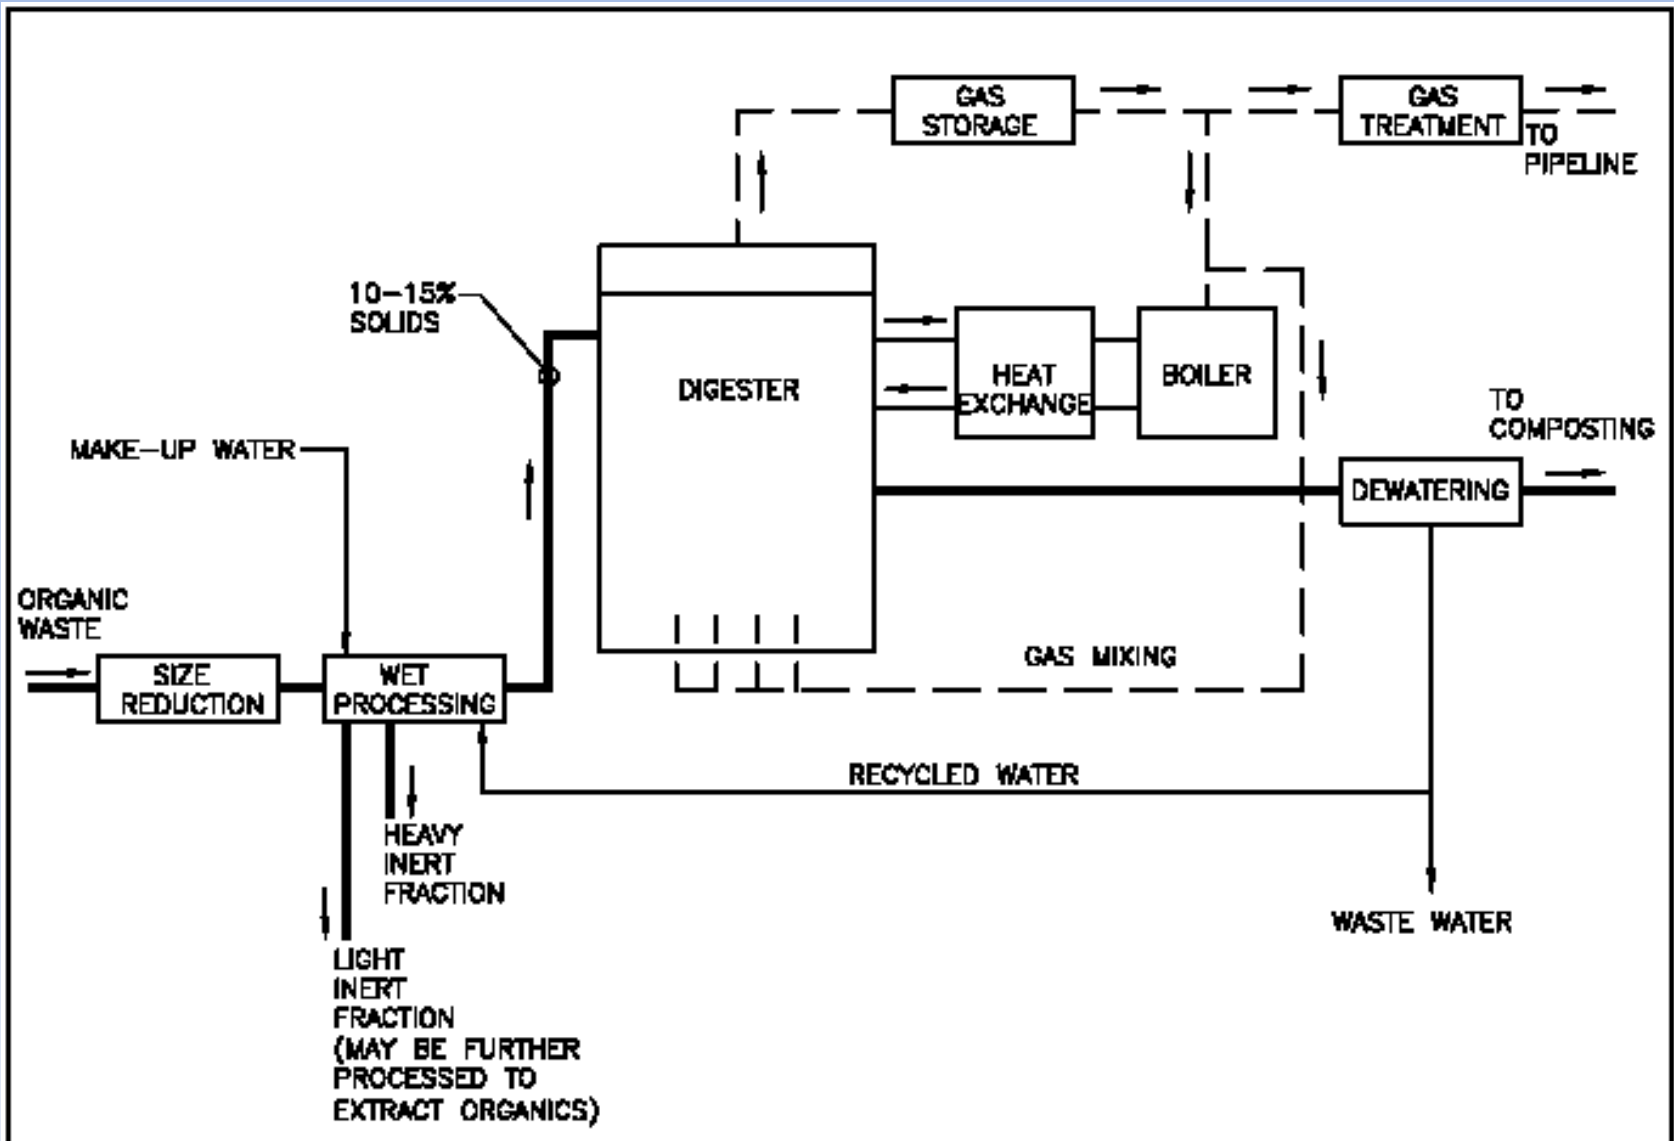 GAS
STORAGE
GAS
TREATMENT
TO
PIPELINE
10-15%
SOLIDS
DIGESTER
HEAT
EXCHANGE
BOILER
TO
COMPOSTING
MAKE-UP WATER
DEWATERING
ORGANIC
WASTE
SIZE
REDUCTION
WET
PROCESSING
GAS MIXING
RECYCLED WATER
HEAVY
INERT
FRACTION
WASTE WATER
LIGHT
INERT
FRACTION
(MAY BE FURTHER
PROCESSED TO
EXTRACT ORGANICS)